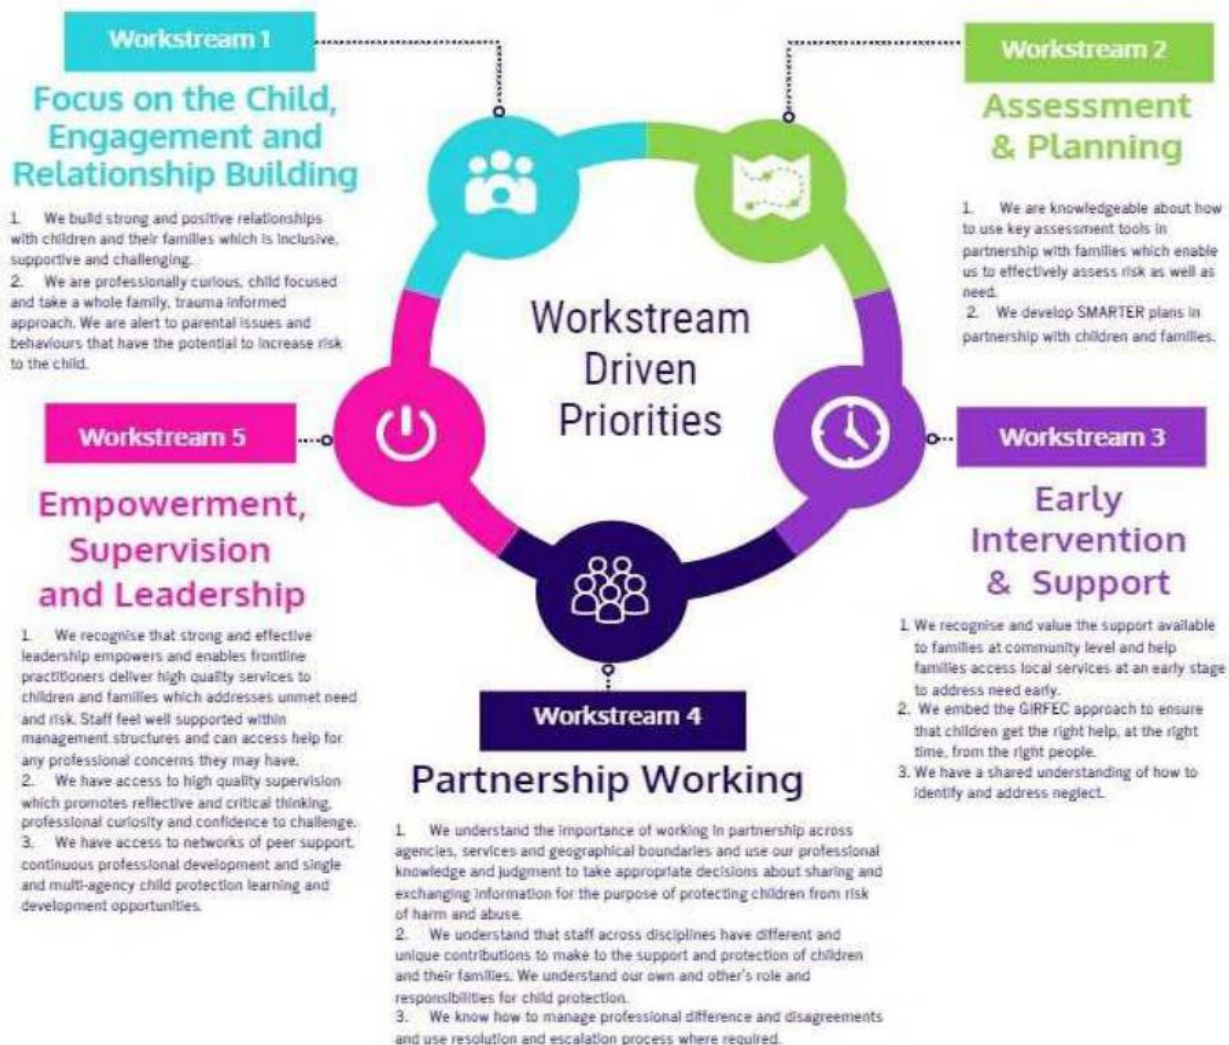 Workstream 1
Focus on the Child,
Engagement and
Relationship Building
1. We build strong and positive relationships
with children and their families which is inclusive,
supportive and challenging.
2. We are professionally curious, child focused
and take a whole family, trauma informed
approach. We are alert to parental issues and
behaviours that have the potential to increase risk
to the child.
Workstream 2
Assessment
& Planning
1. We are knowledgeable about how
to use key assessment tools in
partnership with families which enable
us to effectively assess risk as well as
need.
2. We develop SMARTER plans in
partnership with children and families.
Workstream
Driven
Priorities
Workstream 3
Early
Intervention
& Support
1. We recognise and value the support available
to families at community level and help
families access local services at an early stage
to address need early.
2. We embed the GIRFEC approach to ensure
that children get the right help, at the right
time, from the right people.
3. We have a shared understanding of how to
identify and address neglect.
Workstream 4
Partnership Working
1. We understand the importance of working in partnership across
agencies, services and geographical boundaries and use our professional
knowledge and judgment to take appropriate decisions about sharing and
exchanging information for the purpose of protecting children from risk
of harm and abuse.
2. We understand that staff across disciplines have different and
unique contributions to make to the support and protection of children
and their families. We understand our own and other's role and
responsibilities for child protection.
3. We know how to manage professional difference and disagreements
and use resolution and escalation process where required.
Workstream 5
Empowerment,
Supervision
and Leadership
1. We recognise that strong and effective
leadership empowers and enables frontline
practitioners deliver high quality services to
children and families which addresses unmet need
and risk. Staff feel well supported within
management structures and can access help for
any professional concerns they may have.
2. We have access to high quality supervision
which promotes reflective and critical thinking,
professional curiosity and confidence to challenge.
3. We have access to networks of peer support,
continuous professional development and single
and multi-agency child protection learning and
development opportunities.